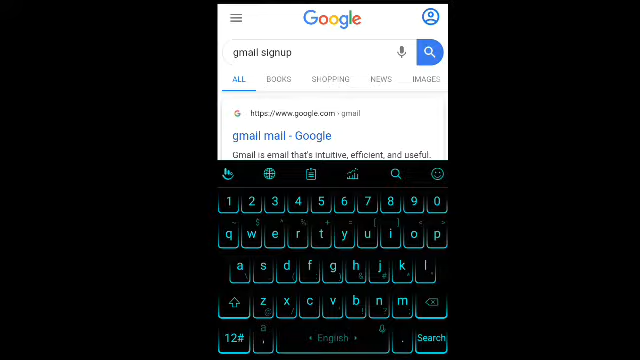 Google
gmail signup
ALL BOOKS SHOPPING NEWS IMAGES
G https://www.google.com › gmail
gmail mail - Google
Gmail is email that's intuitive, efficient, and useful.
1 2 3 4 5 6 7 8 9 0
q w e r t y u i o p
a s d f g h j k l
z x c v b n m
12# , English . Search